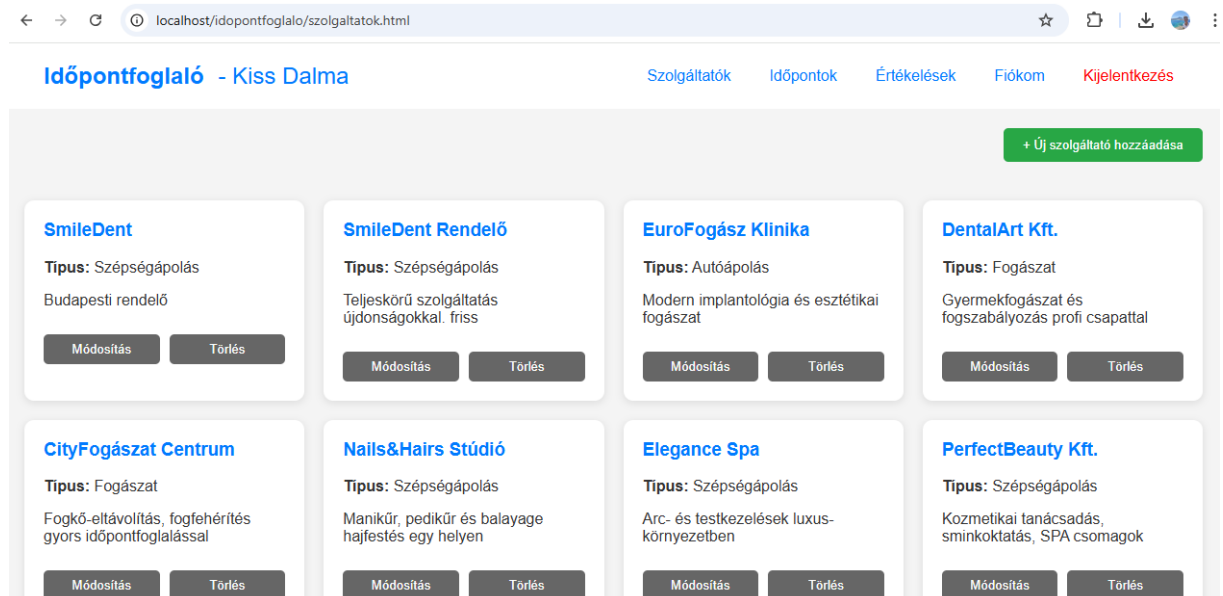 localhost/idopontfoglalo/szolgaltatok.html
Időpontfoglaló - Kiss Dalma
Szolgáltatók Időpontok Értékelések Fiókom Kijelentkezés
+ Új szolgáltató hozzáadása
SmileDent
Típus: Szépségápolás
Budapesti rendelő
Módosítás Törlés
SmileDent Rendelő
Típus: Szépségápolás
Teljeskörű szolgáltatás
újdonságokkal. friss
Módosítás Törlés
EuroFogász Klinika
Típus: Autóápolás
Modern implantológia és esztétikai
fogászat
Módosítás Törlés
DentalArt Kft.
Típus: Fogászat
Gyermekfogászat és
fogszabályozás profi csapattal
Módosítás Törlés
CityFogászat Centrum
Típus: Fogászat
Fogkő-eltávolítás, fogfehérítés
gyors időpontfoglalással
Módosítás Törlés
Nails&Hairs Stúdió
Típus: Szépségápolás
Manikűr, pedikűr és balayage
hajfestés egy helyen
Módosítás Törlés
Elegance Spa
Típus: Szépségápolás
Arc- és testkezelések luxus-
környezetben
Módosítás Törlés
PerfectBeauty Kft.
Típus: Szépségápolás
Kozmetikai tanácsadás,
sminkoktatás, SPA csomagok
Módosítás Törlés